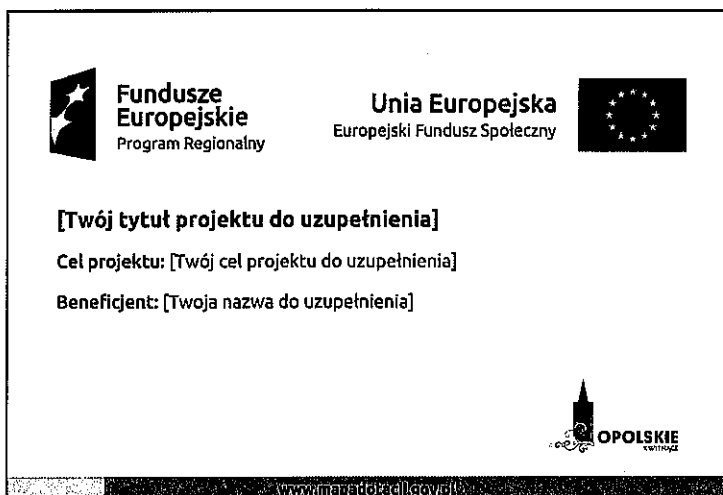 Fundusze
Europejskie
Program Regionalny
Unia Europejska
Europejski Fundusz Społeczny
[Twój tytuł projektu do uzupełnienia]
Cel projektu: [Twój cel projektu do uzupełnienia]
Beneficjent: [Twoja nazwa do uzupełnienia]
OPOLSKIE
KWITNĄCE
www.mapadotacji.gov.pl